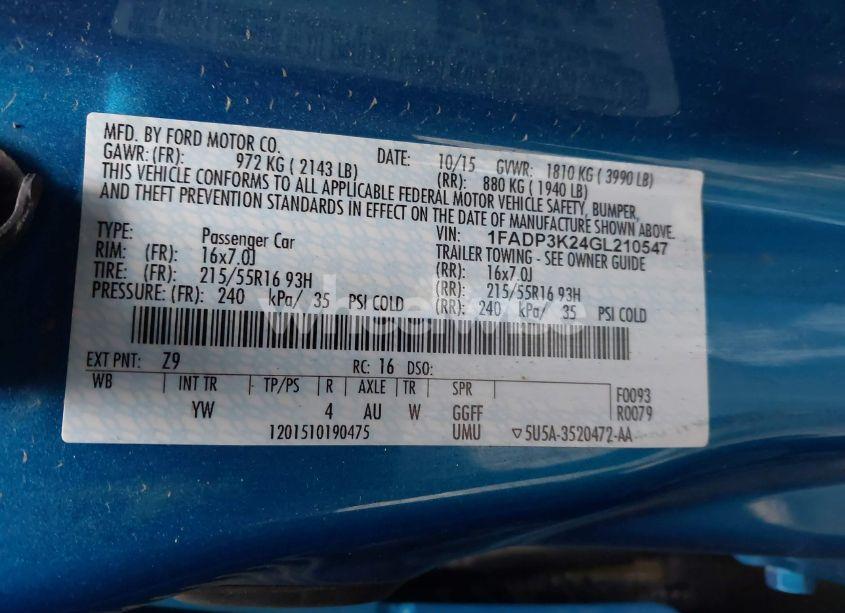 MFD. BY FORD MOTOR CO. DATE: 10/15 GVWR: 1810 KG ( 3990 LB)
GAWR: (FR): 972 KG ( 2143 LB) (RR): 880 KG ( 1940 LB)
THIS VEHICLE CONFORMS TO ALL APPLICABLE FEDERAL MOTOR VEHICLE SAFETY, BUMPER,
AND THEFT PREVENTION STANDARDS IN EFFECT ON THE DATE OF MANUFACTURE SHOWN ABOVE.
VIN: 1FADP3K24GL210547
TYPE: Passenger Car TRAILER TOWING - SEE OWNER GUIDE
RIM: (FR): 16x7.0J (RR): 16x7.0J
TIRE: (FR): 215/55R16 93H (RR): 215/55R16 93H
PRESSURE: (FR): 240 kPa/ 35 PSI COLD (RR): 240 kPa/ 35 PSI COLD
wheelwise
EXT PNT: Z9 RC: 16 DSO:
WB INT TR TP/PS R AXLE TR SPR F0093
YW 4 AU W GGFF R0079
1201510190475 UMU ▽5U5A-3520472-AA